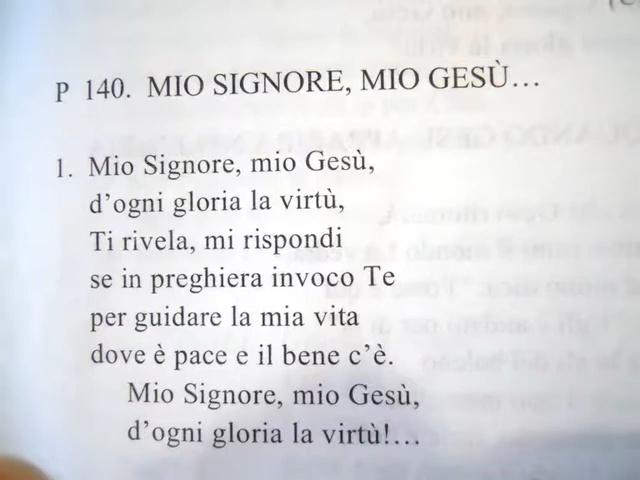 P 140. MIO SIGNORE, MIO GESÙ...
1. Mio Signore, mio Gesù,
d'ogni gloria la virtù,
Ti rivela, mi rispondi
se in preghiera invoco Te
per guidare la mia vita
dove è pace e il bene c'è.
Mio Signore, mio Gesù,
d'ogni gloria la virtù!...